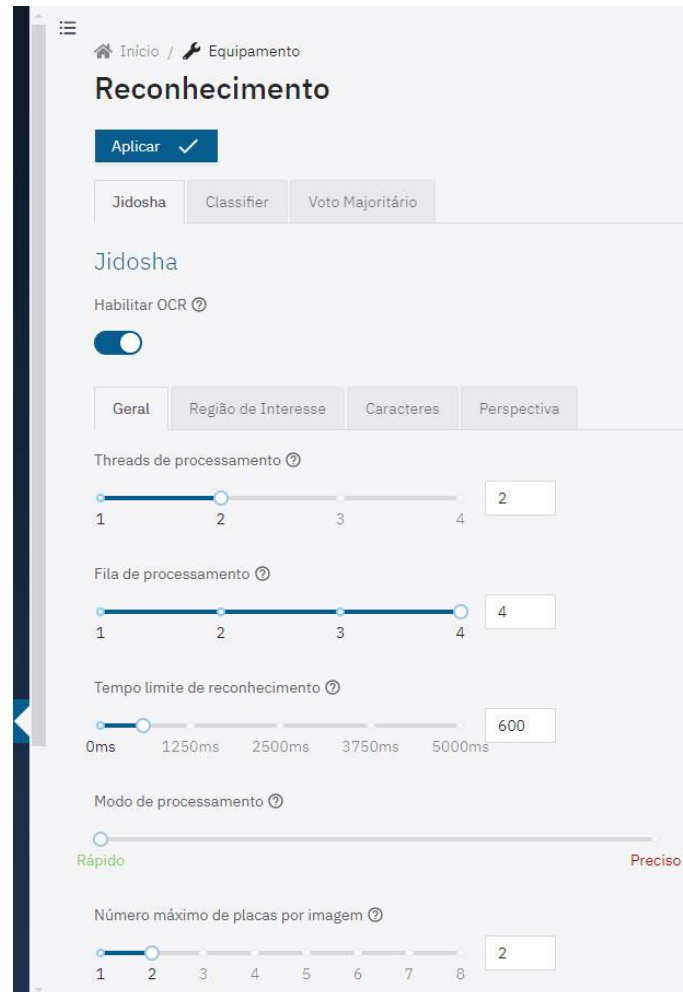 Início / Equipamento
Reconhecimento
Aplicar
Jidosha Classifier Voto Majoritário
Jidosha
Habilitar OCR
Geral Região de Interesse Caracteres Perspectiva
Threads de processamento
2
1 2 3 4
Fila de processamento
4
1 2 3 4
Tempo limite de reconhecimento
600
0ms 1250ms 2500ms 3750ms 5000ms
Modo de processamento
Rápido Preciso
Número máximo de placas por imagem
2
1 2 3 4 5 6 7 8